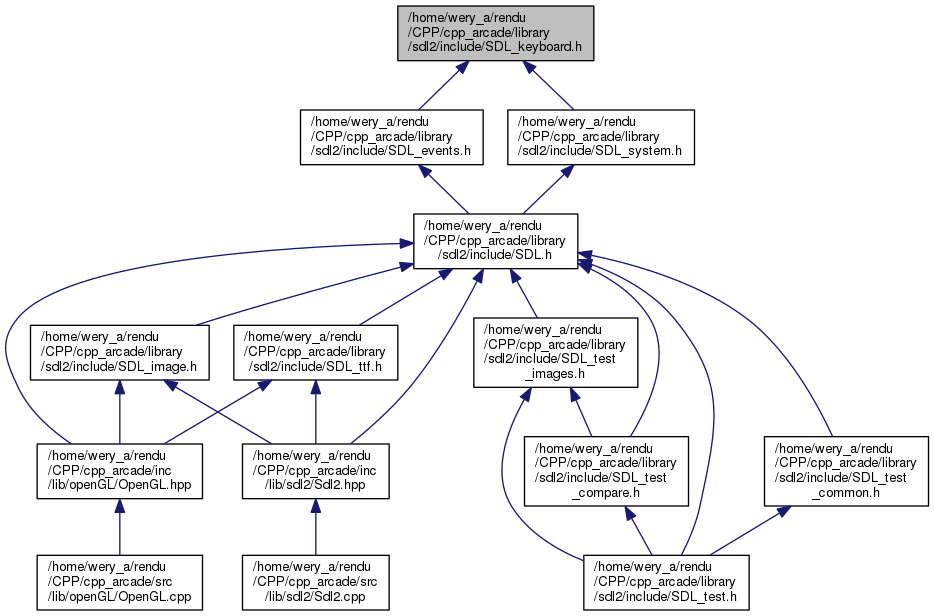 /home/wery_a/rendu
/CPP/cpp_arcade/library
/sdl2/include/SDL_keyboard.h
/home/wery_a/rendu
/CPP/cpp_arcade/library
/sdl2/include/SDL_events.h
/home/wery_a/rendu
/CPP/cpp_arcade/library
/sdl2/include/SDL_system.h
/home/wery_a/rendu
/CPP/cpp_arcade/library
/sdl2/include/SDL.h
/home/wery_a/rendu
/CPP/cpp_arcade/library
/sdl2/include/SDL_image.h
/home/wery_a/rendu
/CPP/cpp_arcade/library
/sdl2/include/SDL_ttf.h
/home/wery_a/rendu
/CPP/cpp_arcade/library
/sdl2/include/SDL_test
_images.h
/home/wery_a/rendu
/CPP/cpp_arcade/inc
/lib/openGL/OpenGL.hpp
/home/wery_a/rendu
/CPP/cpp_arcade/inc
/lib/sdl2/Sdl2.hpp
/home/wery_a/rendu
/CPP/cpp_arcade/library
/sdl2/include/SDL_test
_compare.h
/home/wery_a/rendu
/CPP/cpp_arcade/library
/sdl2/include/SDL_test
_common.h
/home/wery_a/rendu
/CPP/cpp_arcade/src
/lib/openGL/OpenGL.cpp
/home/wery_a/rendu
/CPP/cpp_arcade/src
/lib/sdl2/Sdl2.cpp
/home/wery_a/rendu
/CPP/cpp_arcade/library
/sdl2/include/SDL_test.h